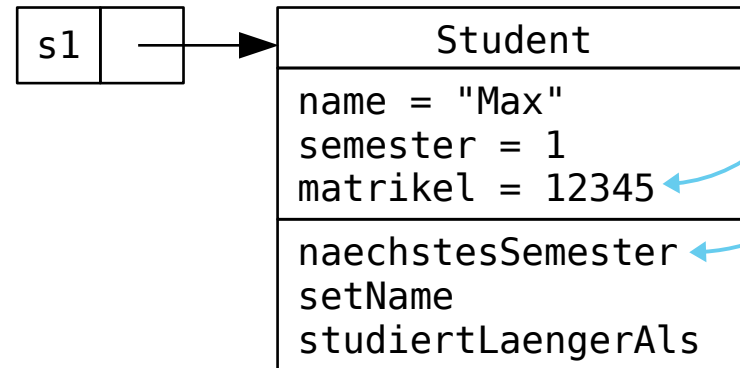 s1
Student
name = "Max"
semester = 1
matrikel = 12345
naechstesSemester
setName
studiertLaengerAls